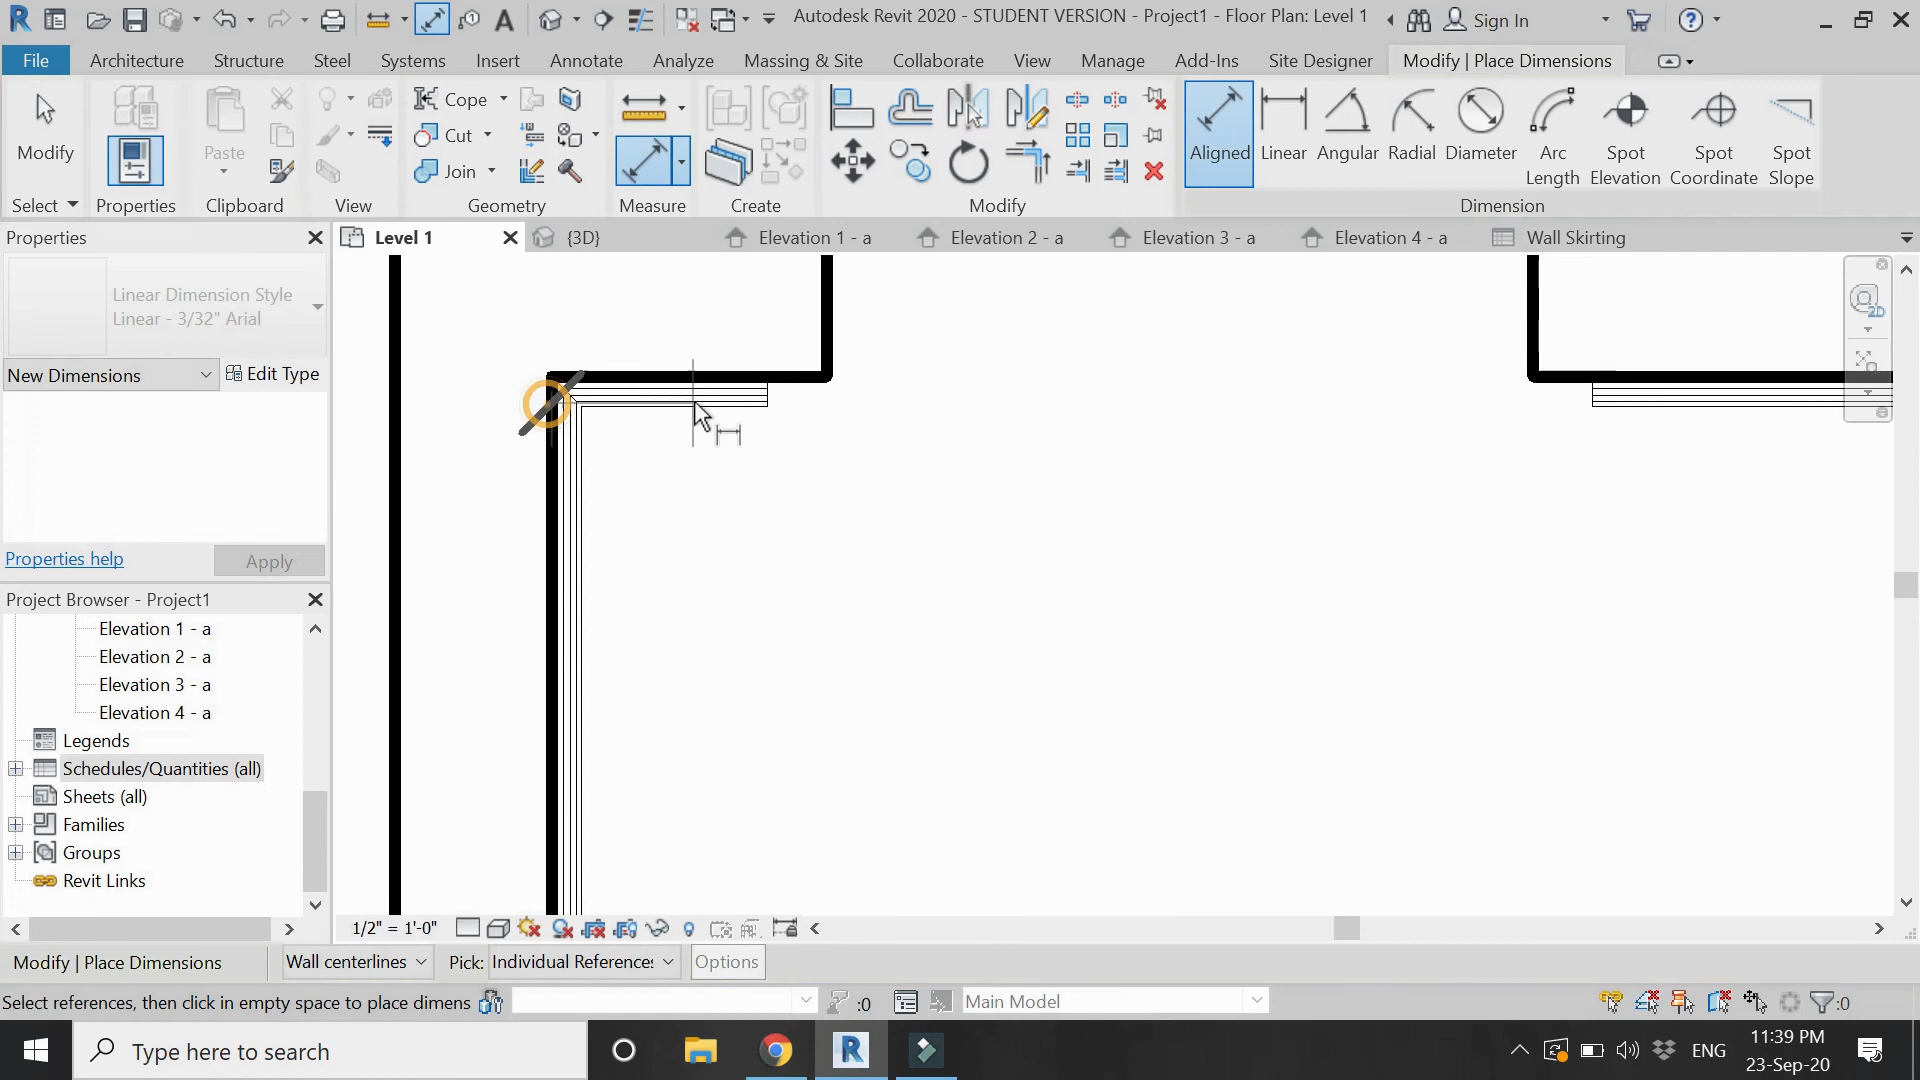 Autodesk Revit 2020 - STUDENT VERSION - Project1 - Floor Plan: Level 1
Sign In
File
Architecture
Structure
Steel
Systems
Insert
Annotate
Analyze
Massing & Site
Collaborate
View
Manage
Add-Ins
Site Designer
Modify | Place Dimensions
Modify
Paste
Cope
Cut
Join
Aligned
Linear
Angular
Radial
Diameter
Arc
Length
Spot
Elevation
Spot
Coordinate
Spot
Slope
Select
Properties
Clipboard
View
Geometry
Measure
Create
Modify
Dimension
Properties
Level 1
{3D}
Elevation 1 - a
Elevation 2 - a
Elevation 3 - a
Elevation 4 - a
Wall Skirting
Linear Dimension Style
Linear - 3/32" Arial
New Dimensions
Edit Type
2D
Properties help
Apply
Project Browser - Project1
Elevation 1 - a
Elevation 2 - a
Elevation 3 - a
Elevation 4 - a
Legends
Schedules/Quantities (all)
Sheets (all)
Families
Groups
Revit Links
1/2" = 1'-0"
Modify | Place Dimensions
Wall centerlines
Pick:
Individual References
Options
Select references, then click in empty space to place dimens
:0
Main Model
:0
Type here to search
ENG
11:39 PM
23-Sep-20